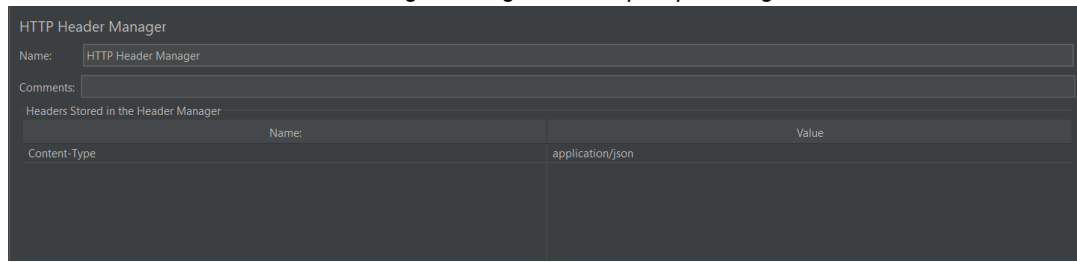 HTTP Header Manager
Name: HTTP Header Manager
Comments:
Headers Stored in the Header Manager
Name: Value
Content-Type application/json